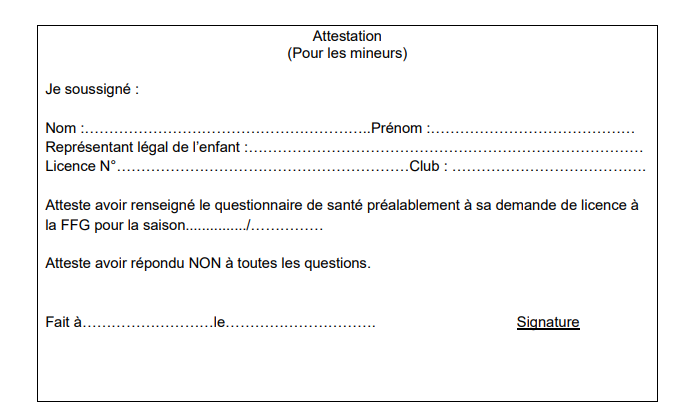 Attestation
(Pour les mineurs)
Je soussigné :
Nom :……………………………………………………..Prénom :……………………………………
Représentant légal de l’enfant :…………………………………………………………………………
Licence N°………………………………………………………Club : ………………………………….
Atteste avoir renseigné le questionnaire de santé préalablement à sa demande de licence à
la FFG pour la saison.............../……………
Atteste avoir répondu NON à toutes les questions.
Fait à………………………le………………………….	Signature